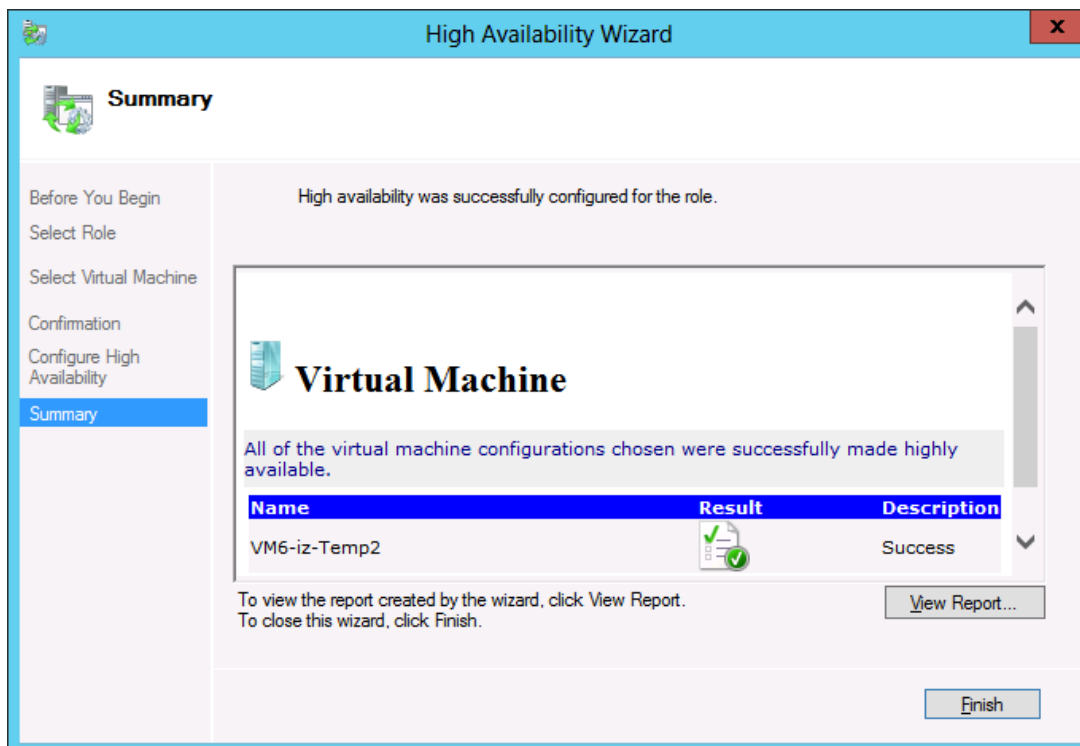 High Availability Wizard
x
Summary
Before You Begin
Select Role
Select Virtual Machine
Confirmation
Configure High
Availability
Summary
High availability was successfully configured for the role.
Virtual Machine
All of the virtual machine configurations chosen were successfully made highly
available.
Name Result Description
VM6-iz-Temp2 Success
To view the report created by the wizard, click View Report.
To close this wizard, click Finish.
View Report...
Finish